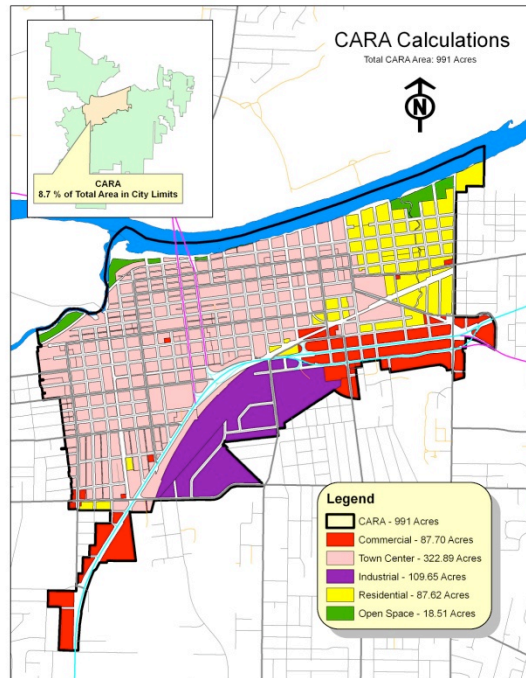 CARA Calculations
Total CARA Area: 991 Acres
N
CARA
8.7 % of Total Area in City Limits
Legend
CARA - 991 Acres
Commercial - 87.70 Acres
Town Center - 322.89 Acres
Industrial - 109.65 Acres
Residential - 87.62 Acres
Open Space - 18.51 Acres